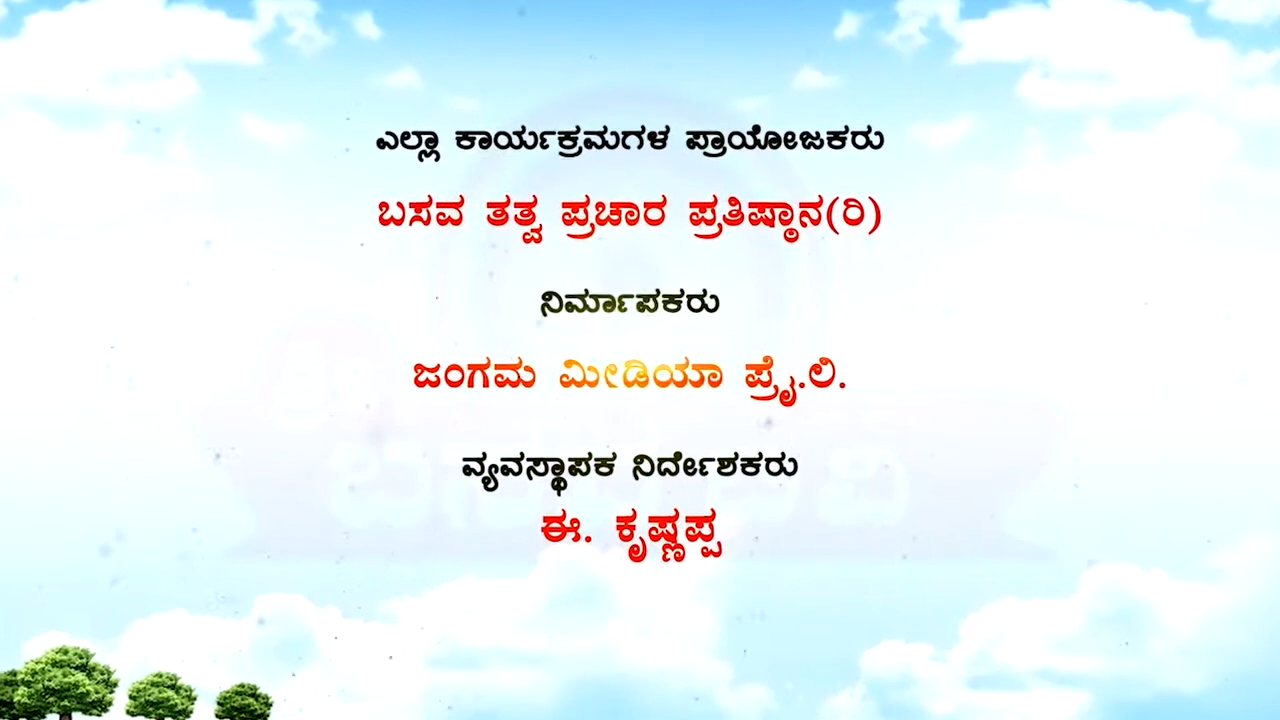 ಎಲ್ಲಾ ಕಾರ್ಯಕ್ರಮಗಳ ಪ್ರಾಯೋಜಕರು
ಬಸವ ತತ್ವ ಪ್ರಚಾರ ಪ್ರತಿಷ್ಠಾನ(ರಿ)
ನಿರ್ಮಾಪಕರು
ಜಂಗಮ ಮೀಡಿಯಾ ಪ್ರೈ.ಲಿ.
ವ್ಯವಸ್ಥಾಪಕ ನಿರ್ದೇಶಕರು
ಈ. ಕೃಷ್ಣಪ್ಪ